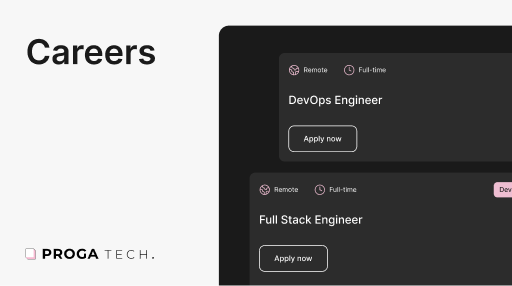 Careers
Remote Full-time
DevOps Engineer
Apply now
Remote Full-time
Dev
Full Stack Engineer
Apply now
PROGA TECH.